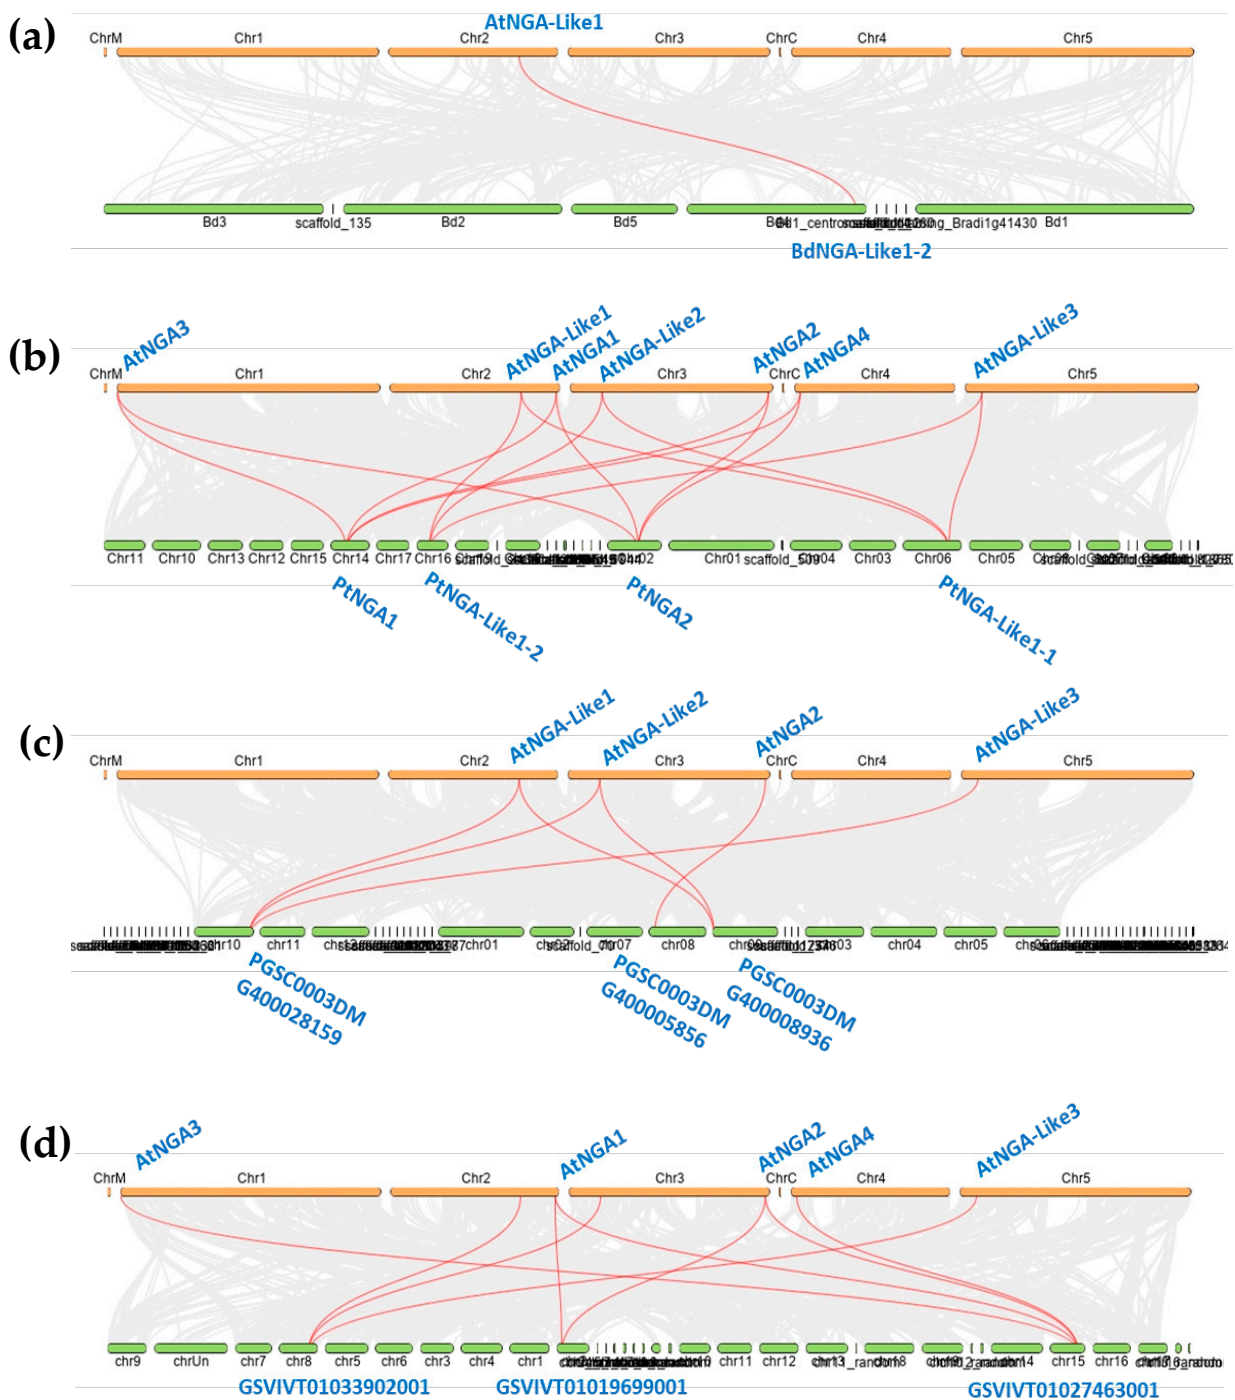 (a)
AtNGA-Like1
ChrM Chr1 Chr2 Chr3 ChrC Chr4 Chr5
Bd3 scaffold_135 Bd2 Bd5 Bd1
BdNGA-Like1-2
(b)
AtNGA3 AtNGA-Like1 AtNGA1 AtNGA-Like2 AtNGA2 AtNGA4 AtNGA-Like3
ChrM Chr1 Chr2 Chr3 ChrC Chr4 Chr5
Chr11 Chr10 Chr13 Chr12 Chr15 Chr14 Chr17 Chr16 Chr01 Chr03 Chr06 Chr05
PtNGA1 PtNGA-Like1-2 PtNGA2 PtNGA-Like1-1
(c)
AtNGA-Like1 AtNGA-Like2 AtNGA2 AtNGA-Like3
ChrM Chr1 Chr2 Chr3 ChrC Chr4 Chr5
chr11 chr01 chr07 chr08 chr03 chr04 chr05
PGSC0003DM
G400028159
PGSC0003DM
G400005856
PGSC0003DM
G400008936
(d)
AtNGA3 AtNGA1 AtNGA2 AtNGA4 AtNGA-Like3
ChrM Chr1 Chr2 Chr3 ChrC Chr4 Chr5
chr9 chrUn chr7 chr8 chr5 chr6 chr3 chr4 chr1 chr11 chr12 chr15 chr16
GSVIVT01033902001 GSVIVT01019699001 GSVIVT01027463001